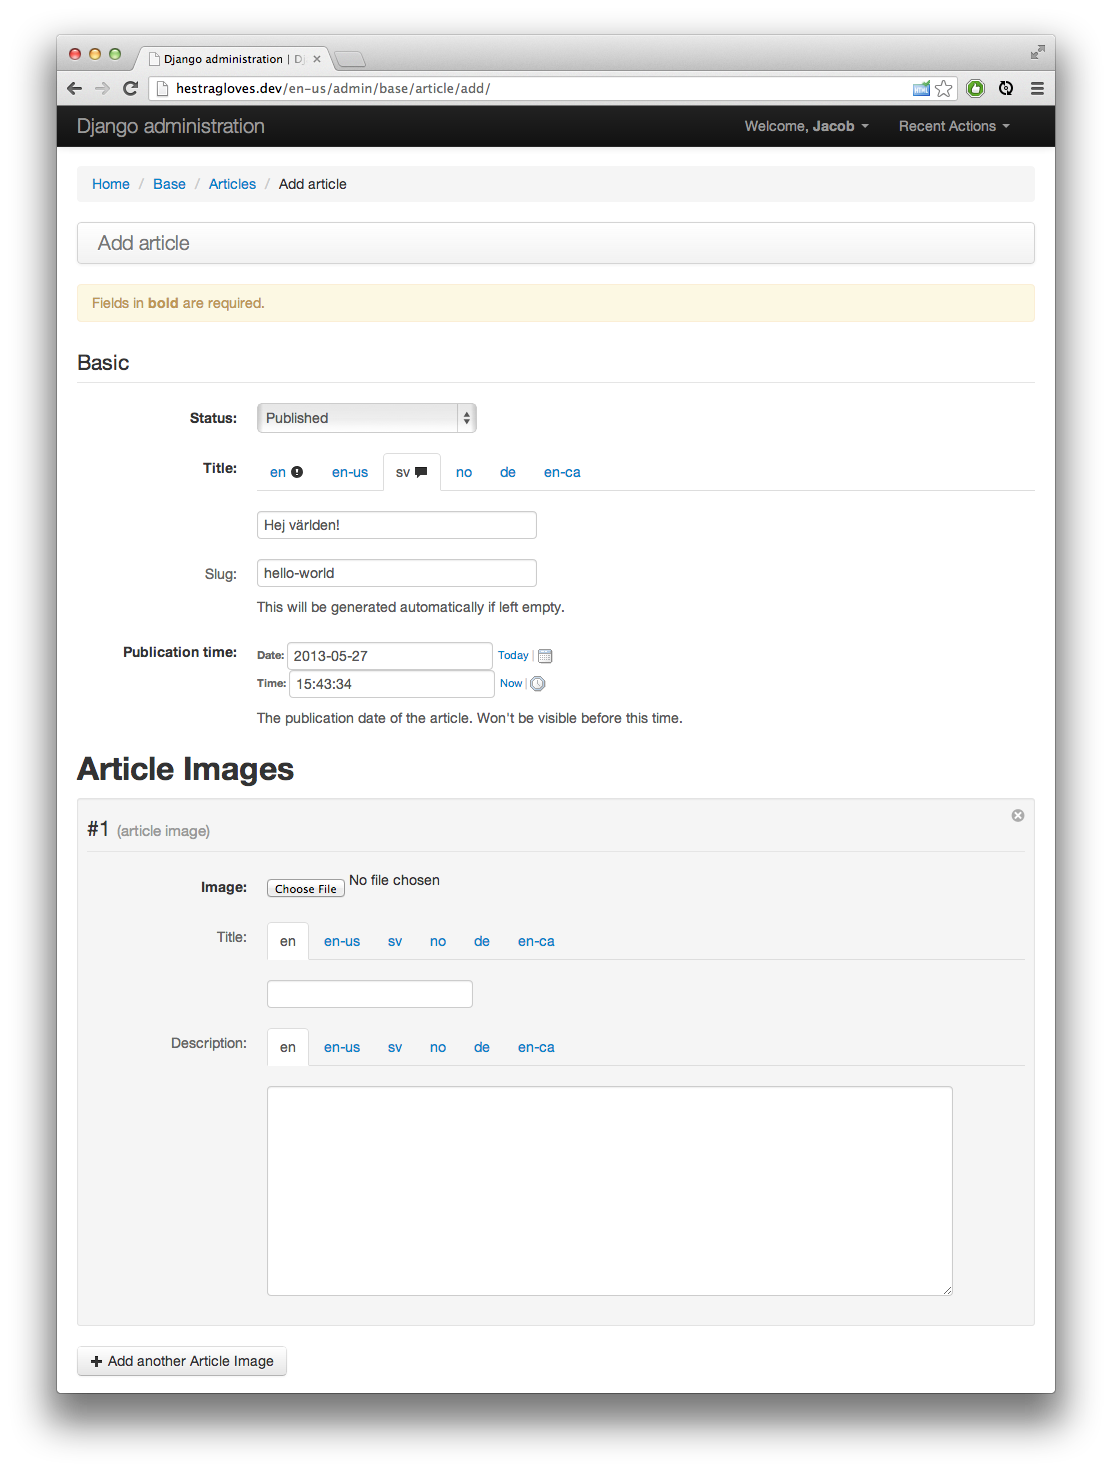 Django administration | D
hestragloves.dev/en-us/admin/base/article/add/
Django administration Welcome, Jacob Recent Actions
Home / Base / Articles / Add article
Add article
Fields in bold are required.
Basic
Status: Published
Title: en en-us sv no de en-ca
Hej världen!
Slug: hello-world
This will be generated automatically if left empty.
Publication time: Date: 2013-05-27 Today |
Time: 15:43:34 Now |
The publication date of the article. Won't be visible before this time.
Article Images
#1 (article image)
Image: Choose File No file chosen
Title: en en-us sv no de en-ca
Description: en en-us sv no de en-ca
Add another Article Image